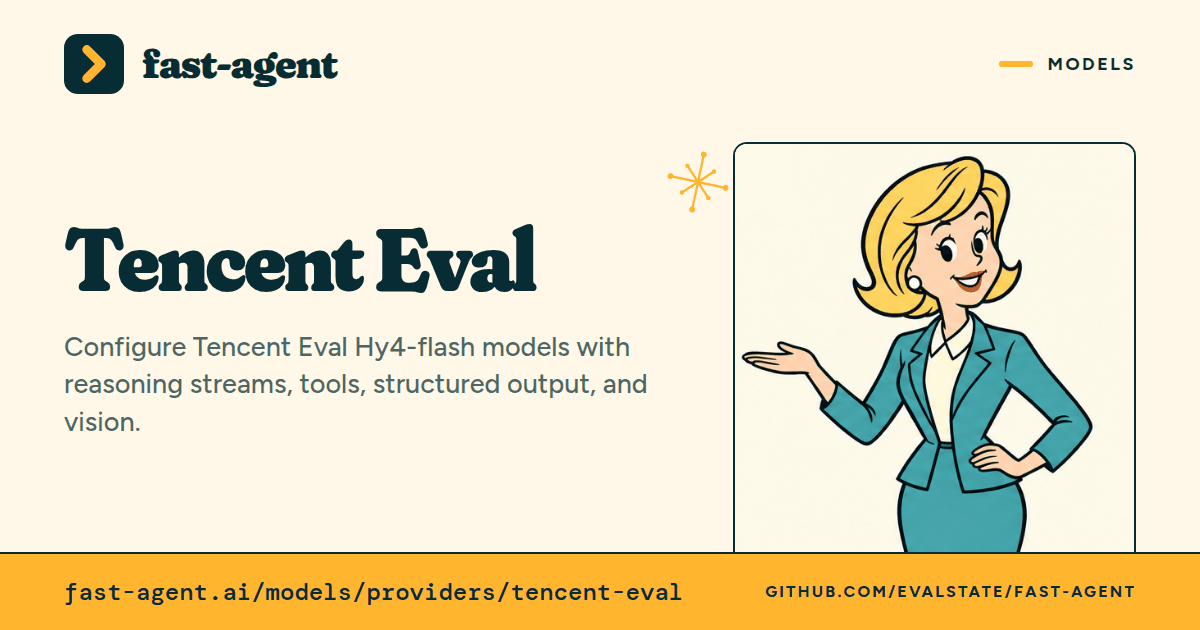 fast-agent
MODELS
Tencent Eval
Configure Tencent Eval Hy4-flash models with
reasoning streams, tools, structured output, and
vision.
fast-agent.ai/models/providers/tencent-eval
GITHUB.COM/EVALSTATE/FAST-AGENT